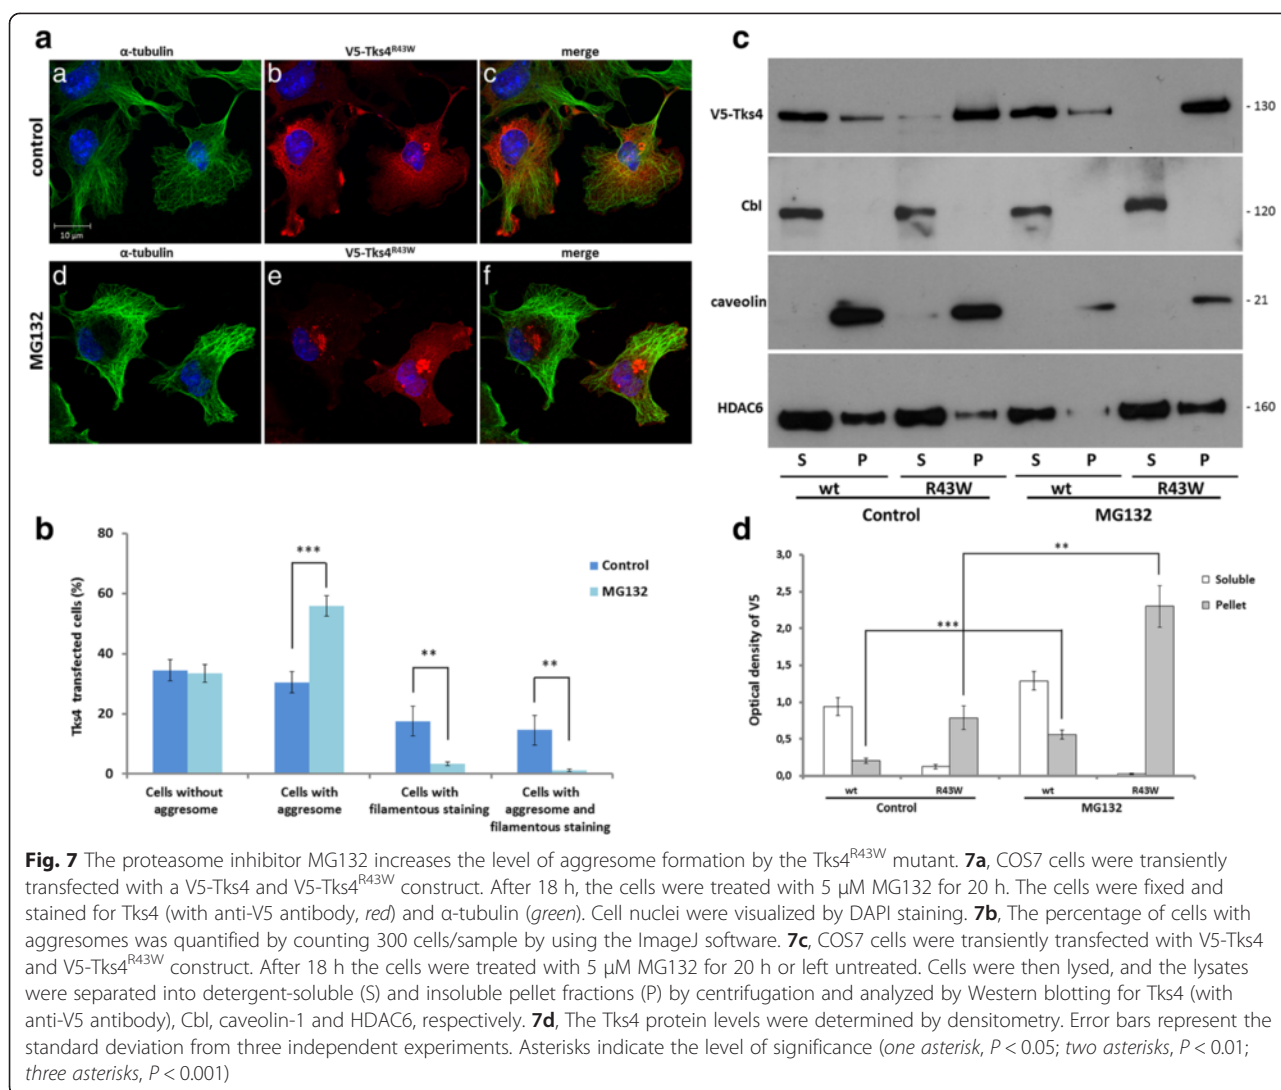 a
α-tubulin V5-Tks4R43W merge
control
a b c
10 µm
α-tubulin V5-Tks4R43W merge
MG132
d e f
c
V5-Tks4 - 130
Cbl - 120
caveolin - 21
HDAC6 - 160
S P S P S P S P
wt R43W wt R43W
Control MG132
b
Tks4 transfected cells (%)
80
60
40
20
0
***
**
**
Control
MG132
Cells without aggresome
Cells with aggresome
Cells with filamentous staining
Cells with aggresome and filamentous staining
d
Optical density of V5
3,0
2,5
2,0
1,5
1,0
0,5
0,0
**
***
Soluble
Pellet
wt R43W wt R43W
Control MG132
Fig. 7 The proteasome inhibitor MG132 increases the level of aggresome formation by the Tks4R43W mutant. 7a, COS7 cells were transiently
transfected with a V5-Tks4 and V5-Tks4R43W construct. After 18 h, the cells were treated with 5 µM MG132 for 20 h. The cells were fixed and
stained for Tks4 (with anti-V5 antibody, red) and α-tubulin (green). Cell nuclei were visualized by DAPI staining. 7b, The percentage of cells with
aggresomes was quantified by counting 300 cells/sample by using the ImageJ software. 7c, COS7 cells were transiently transfected with V5-Tks4
and V5-Tks4R43W construct. After 18 h the cells were treated with 5 µM MG132 for 20 h or left untreated. Cells were then lysed, and the lysates
were separated into detergent-soluble (S) and insoluble pellet fractions (P) by centrifugation and analyzed by Western blotting for Tks4 (with
anti-V5 antibody), Cbl, caveolin-1 and HDAC6, respectively. 7d, The Tks4 protein levels were determined by densitometry. Error bars represent the
standard deviation from three independent experiments. Asterisks indicate the level of significance (one asterisk, P < 0.05; two asterisks, P < 0.01;
three asterisks, P < 0.001)